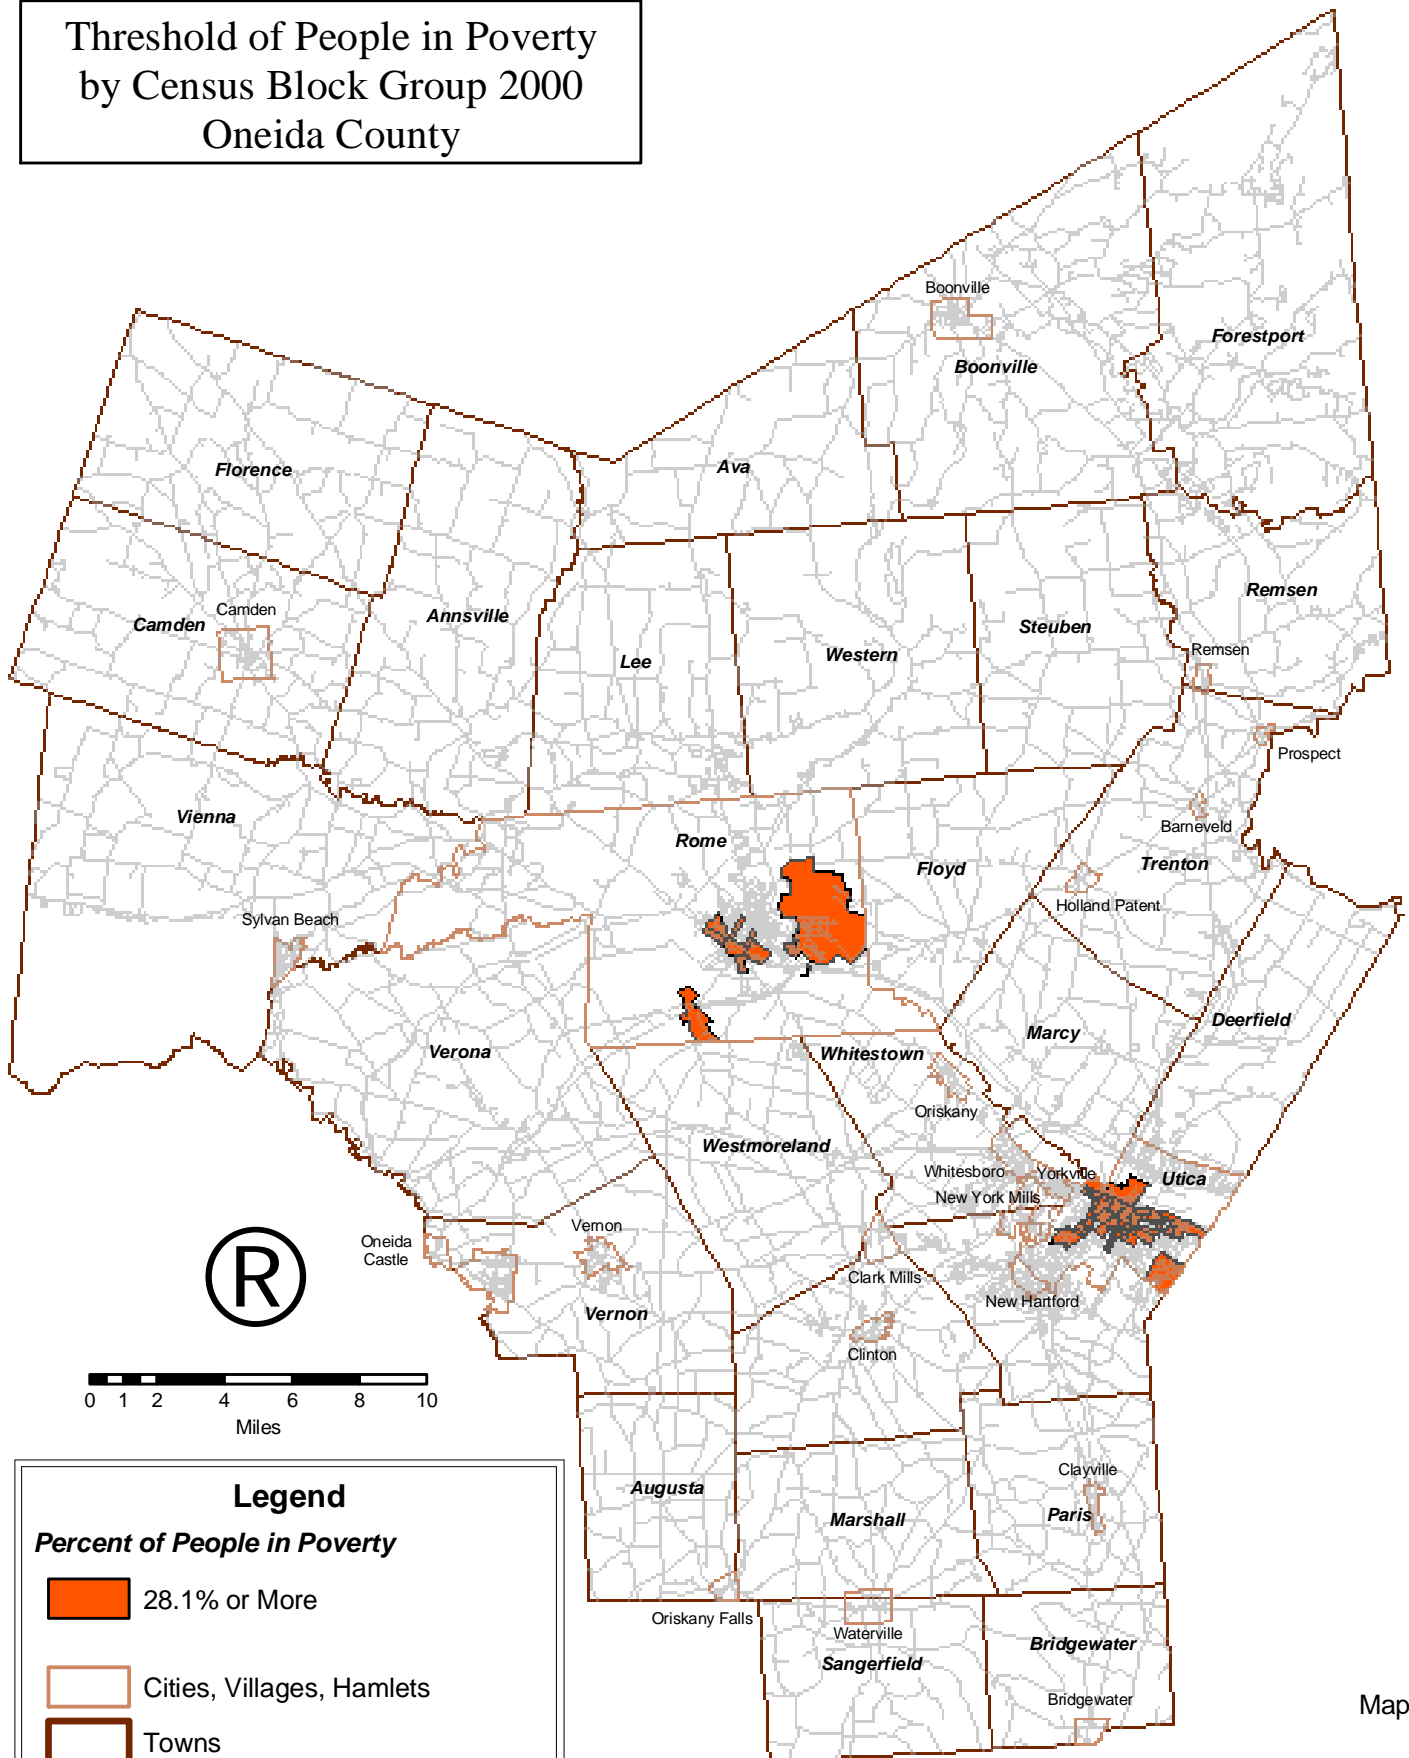 Threshold of People in Poverty
by Census Block Group 2000
Oneida County
Boonville
Forestport
Boonville
Florence
Ava
Remsen
Camden
Camden
Annsville
Steuben
Lee
Western
Remsen
Prospect
Vienna
Rome
Barneveld
Floyd
Trenton
Holland Patent
Sylvan Beach
Deerfield
Marcy
Verona
Whitestown
Oriskany
Westmoreland
Whitesboro
Yorkville
Utica
New York Mills
Vernon
Oneida
Castle
Clark Mills
New Hartford
Vernon
Clinton
0 1 2 4 6 8 10
Miles
Clayville
Augusta
Marshall
Paris
Oriskany Falls
Waterville
Bridgewater
Sangerfield
Bridgewater
Map
Legend
Percent of People in Poverty
28.1% or More
Cities, Villages, Hamlets
Towns
®